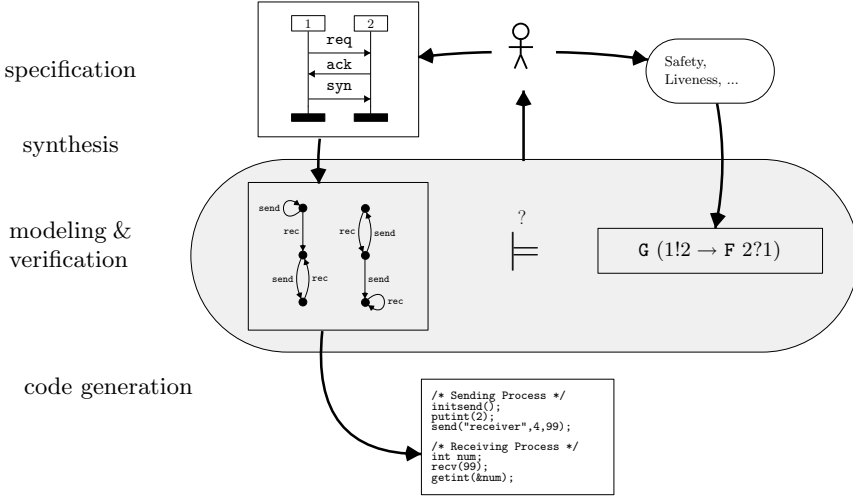 1 2
req
ack
syn
specification
Safety,
Liveness, ...
synthesis
modeling &
verification
send
rec
send
rec
rec
send
send
rec
?
⊨
G (1!2 → F 2?1)
code generation
/* Sending Process */
initsend();
putint(2);
send("receiver",4,99);
/* Receiving Process */
int num;
recv(99);
getint(&num);